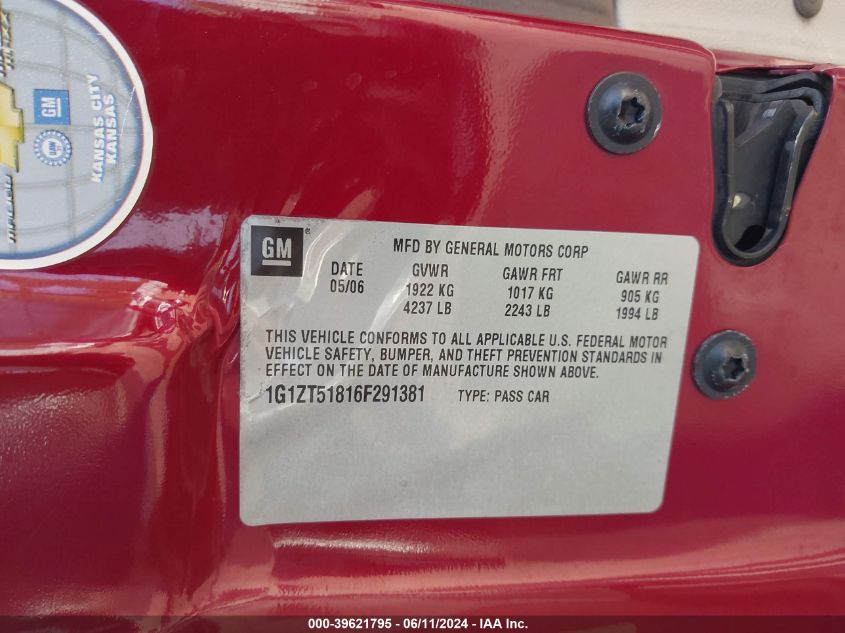 GM
UAW
KANSAS CITY
KANSAS
GM
MFD BY GENERAL MOTORS CORP
DATE GVWR GAWR FRT GAWR RR
05/06 1922 KG 1017 KG 905 KG
4237 LB 2243 LB 1994 LB
THIS VEHICLE CONFORMS TO ALL APPLICABLE U.S. FEDERAL MOTOR
VEHICLE SAFETY, BUMPER, AND THEFT PREVENTION STANDARDS IN
EFFECT ON THE DATE OF MANUFACTURE SHOWN ABOVE.
1G1ZT51816F291381 TYPE: PASS CAR
000-39621795 - 06/11/2024 - IAA Inc.